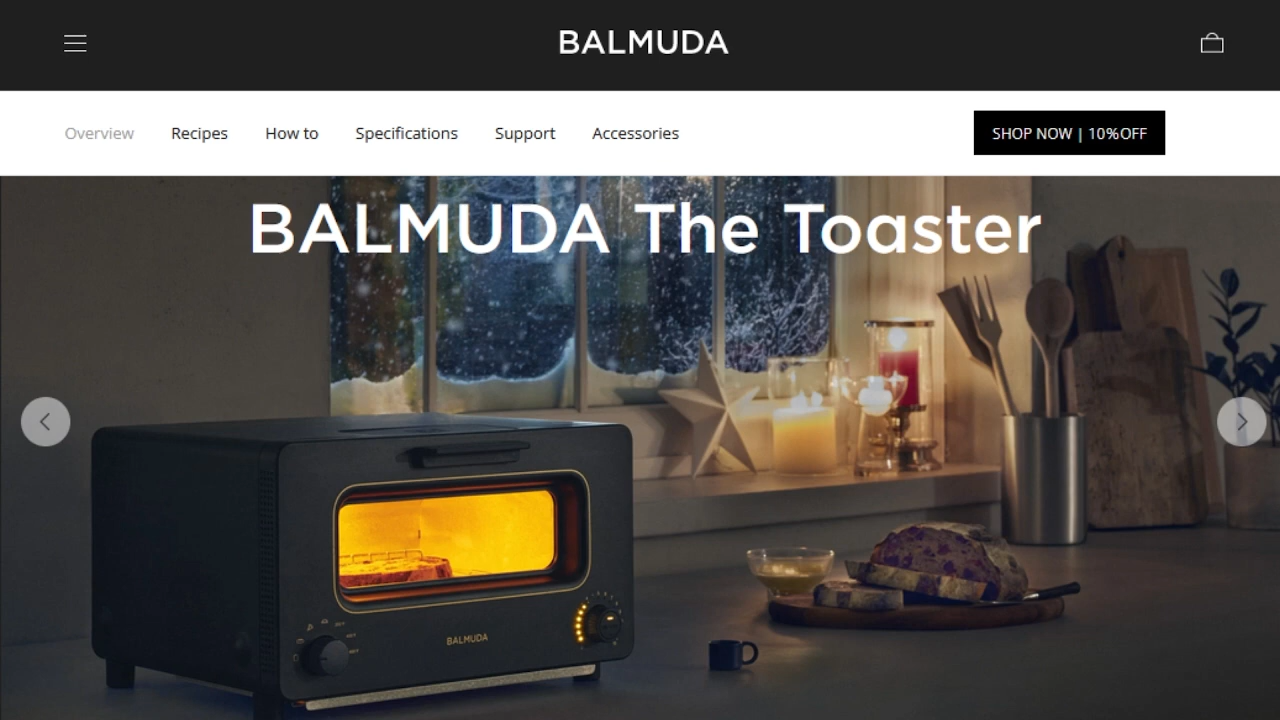 BALMUDA
Overview Recipes How to Specifications Support Accessories SHOP NOW | 10%OFF
BALMUDA The Toaster
BALMUDA